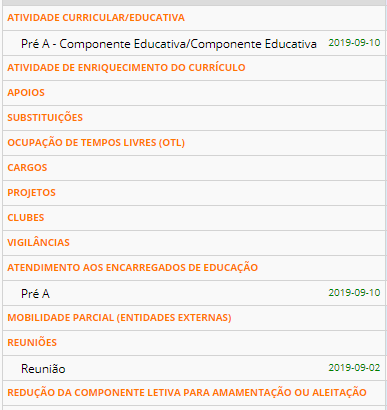 ATIVIDADE CURRICULAR/EDUCATIVA
Pré A - Componente Educativa/Componente Educativa 2019-09-10
ATIVIDADE DE ENRIQUECIMENTO DO CURRÍCULO
APOIOS
SUBSTITUIÇÕES
OCUPAÇÃO DE TEMPOS LIVRES (OTL)
CARGOS
PROJETOS
CLUBES
VIGILÂNCIAS
ATENDIMENTO AOS ENCARREGADOS DE EDUCAÇÃO
Pré A 2019-09-10
MOBILIDADE PARCIAL (ENTIDADES EXTERNAS)
REUNIÕES
Reunião 2019-09-02
REDUÇÃO DA COMPONENTE LETIVA PARA AMAMENTAÇÃO OU ALEITAÇÃO